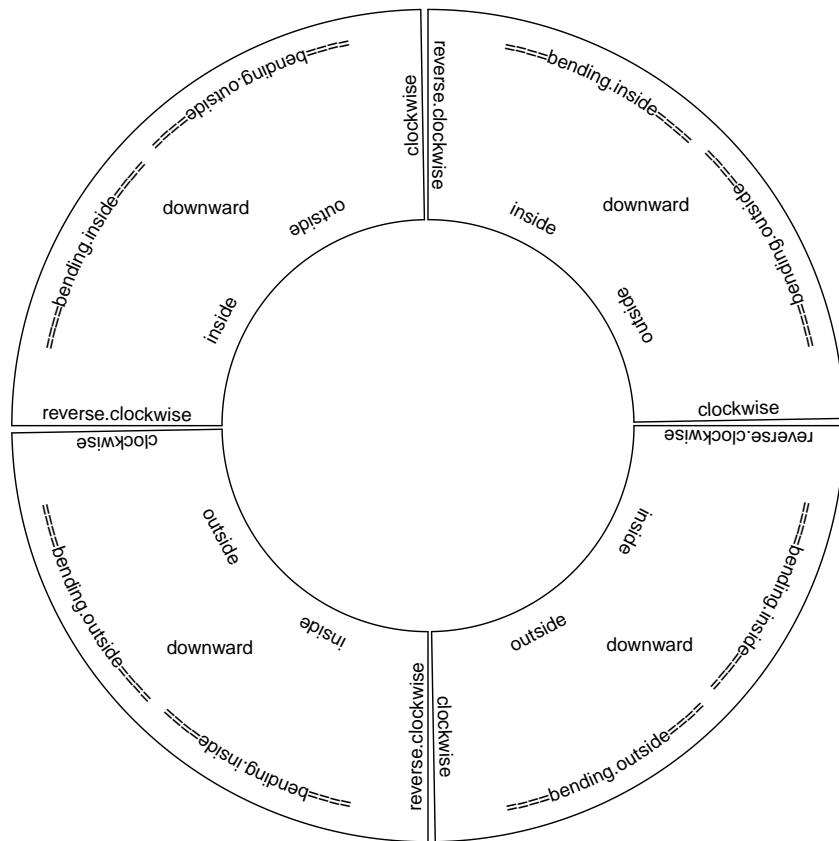 ====bending.outside====
====bending.inside====
downward
outside
inside
clockwise
reverse.clockwise
reverse.clockwise
====bending.inside====
====bending.outside====
downward
inside
outside
clockwise
clockwise
====bending.outside====
====bending.inside====
downward
outside
inside
reverse.clockwise
reverse.clockwise
====bending.inside====
====bending.outside====
downward
inside
outside
clockwise